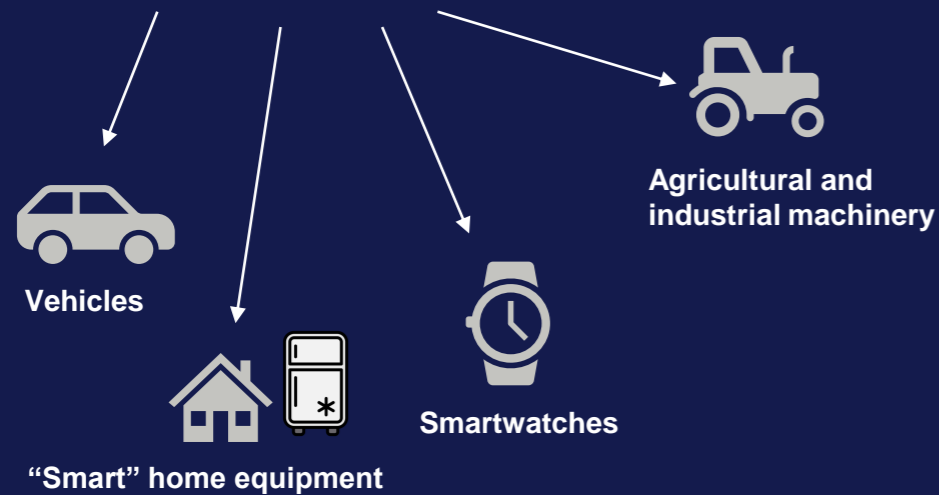 Agricultural and
industrial machinery
Vehicles
Smartwatches
“Smart” home equipment